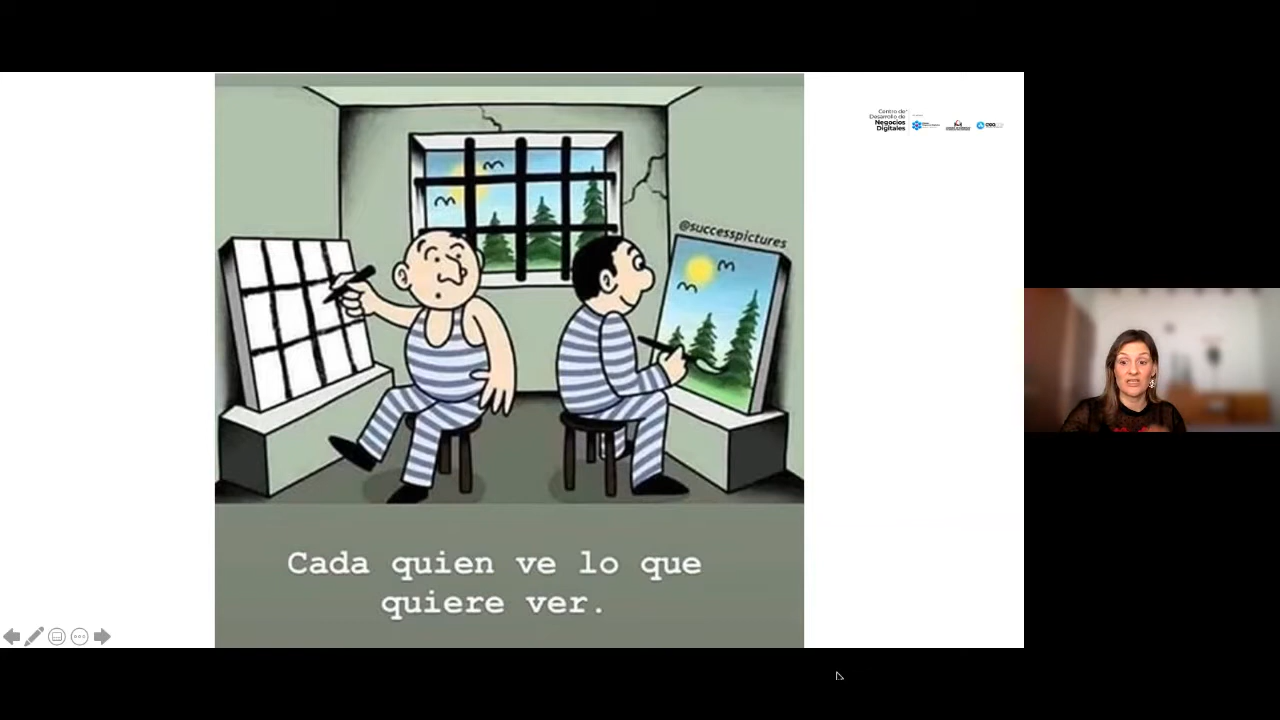 Centro de
Desarrollo de
Negocios
Digitales
@successpictures
Cada quien ve lo que
quiere ver.